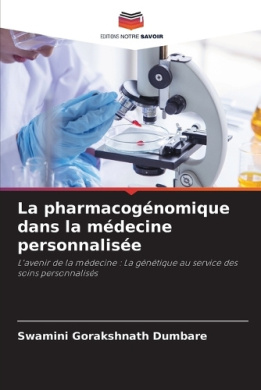 EDITIONS NOTRE SAVOIR
La pharmacogénomique
dans la médecine
personnalisée
L'avenir de la médecine : La génétique au service des
soins personnalisés
Swamini Gorakshnath Dumbare